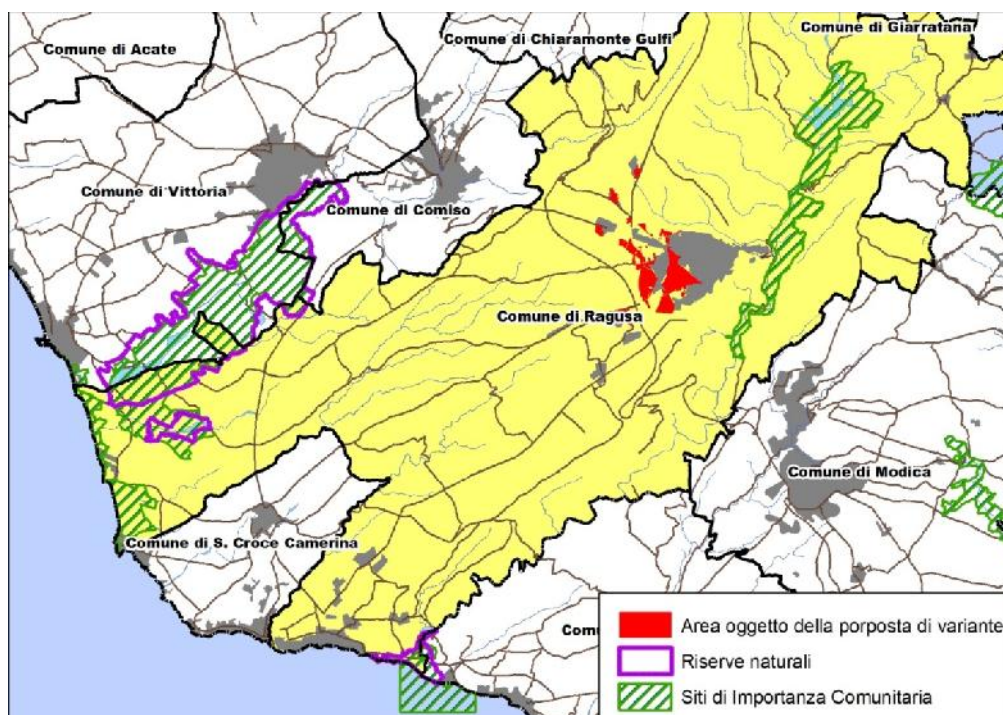 Comune di Acate
Comune di Chiaramonte Gulfi
Comune di Giarratana
Comune di Vittoria
Comune di Comiso
Comune di Ragusa
Comune di Modica
Comune di S. Croce Camerina
Area oggetto della porposta di variante
Riserve naturali
Siti di Importanza Comunitaria